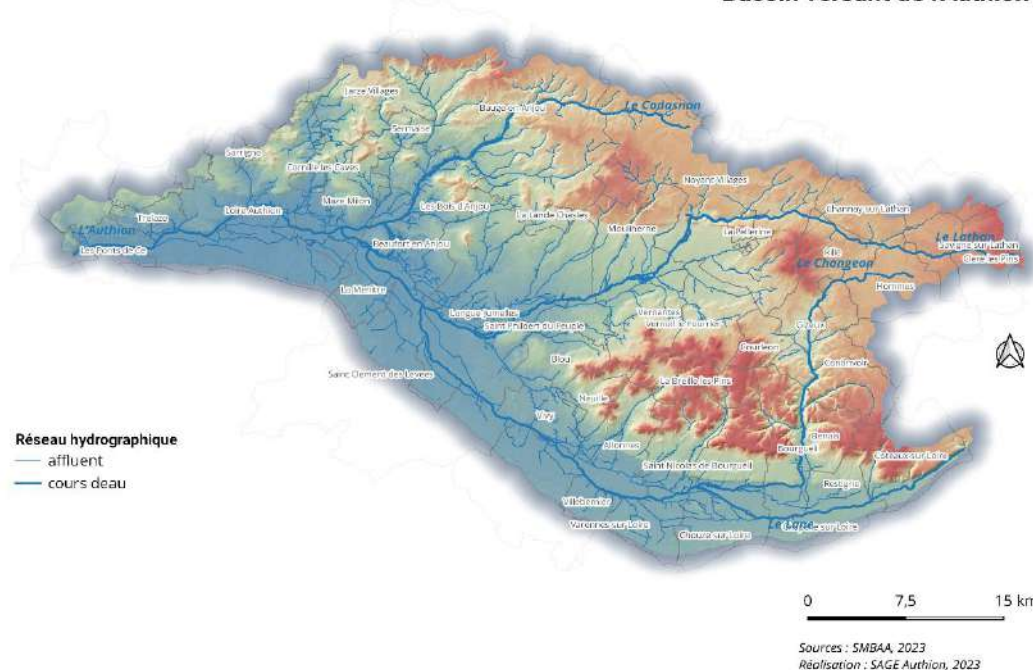 Bassin versant de l'Authion
Le Couasnon
Baugé en Anjou
Jarzé Villages
Sermaise
Sarrigné
Cornillé les Caves
Noyant Villages
Mazé Milon
Les Bois d'Anjou
La Lande Chasles
Channay sur Lathan
Loire Authion
Trélazé
Mouliherne
La Pellerine
L'Authion
Les Ponts de Cé
Beaufort en Anjou
Rillé
Le Lathan
Savigné sur Lathan
Cléré les Pins
Le Changeon
Hommes
La Ménitré
Longué Jumelles
Saint Philbert du Peuple
Vernantes
Vernoil le Fourrier
Gizeux
Courléon
Continvoir
Blou
Saint Clément des Levées
La Breille les Pins
Neuillé
Vivy
Allonnes
Benais
Bourgueil
Coteaux sur Loire
Saint Nicolas de Bourgueil
Restigné
Villebernier
Varennes sur Loire
Le Lane
Chouzé sur Loire
Réseau hydrographique
affluent
cours deau
0 7,5 15 km
Sources : SMBAA, 2023
Réalisation : SAGE Authion, 2023